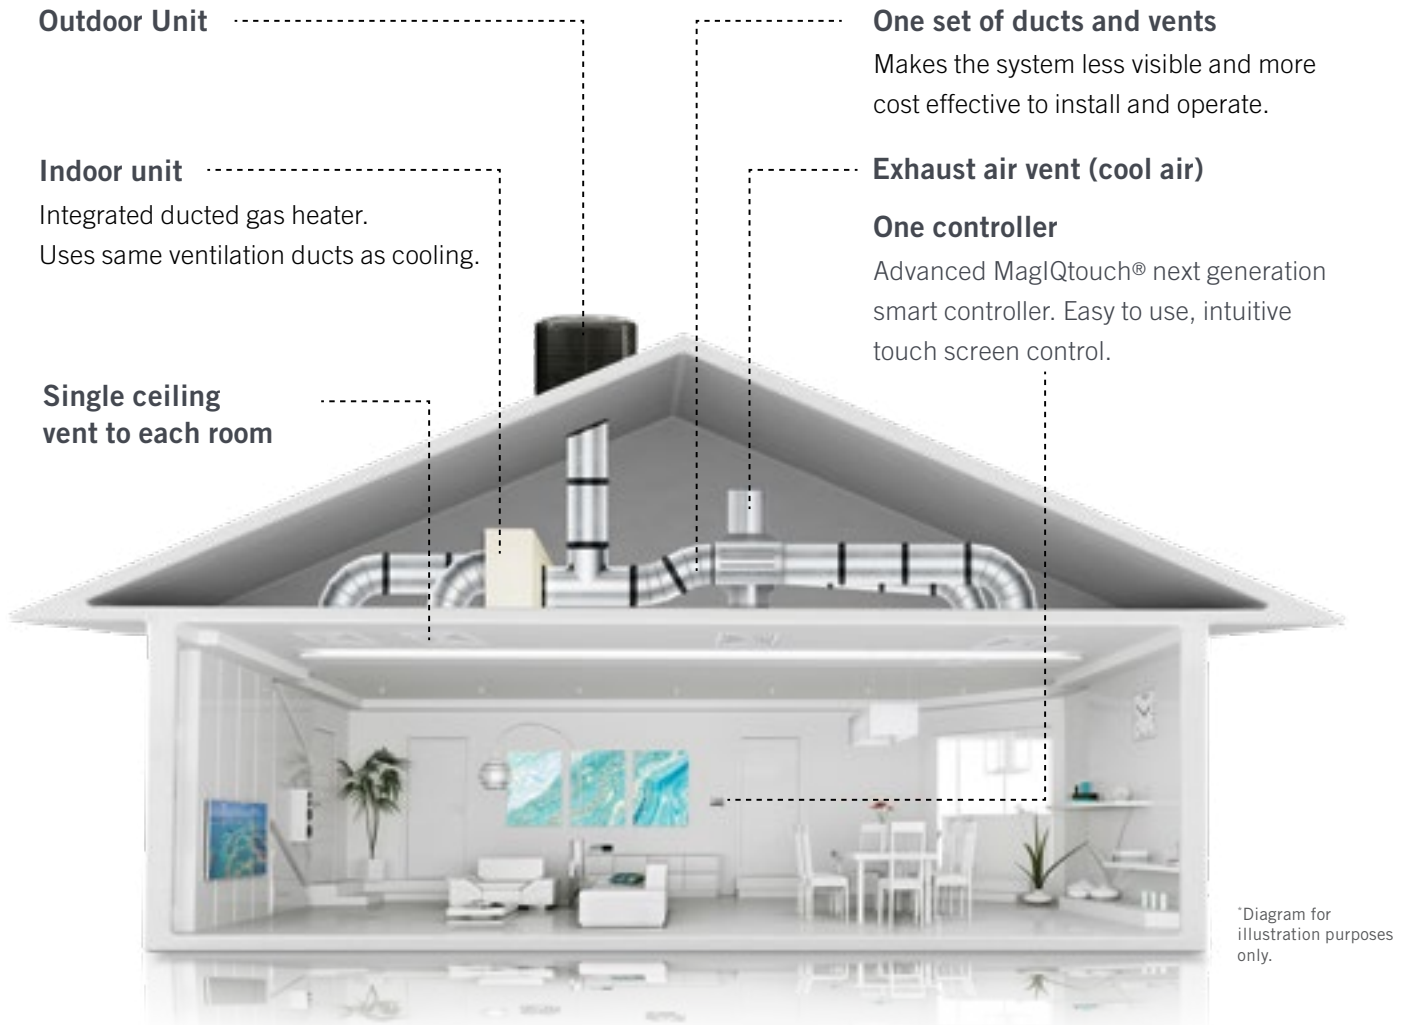 Outdoor Unit
Indoor unit
Integrated ducted gas heater.
Uses same ventilation ducts as cooling.
Single ceiling
vent to each room
One set of ducts and vents
Makes the system less visible and more
cost effective to install and operate.
Exhaust air vent (cool air)
One controller
Advanced MagIQtouch® next generation
smart controller. Easy to use, intuitive
touch screen control.
*Diagram for
illustration purposes
only.